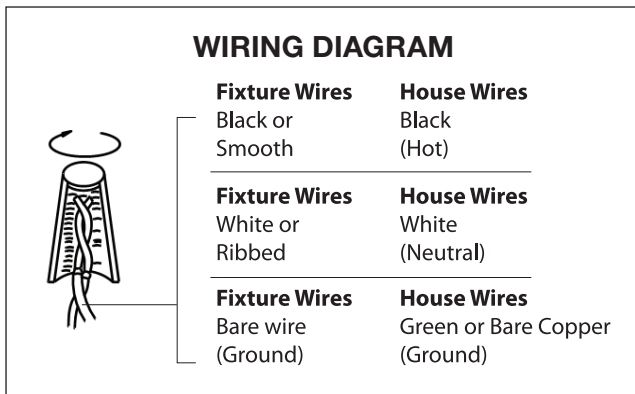 WIRING DIAGRAM
Fixture Wires House Wires
Black or Black
Smooth (Hot)
Fixture Wires House Wires
White or White
Ribbed (Neutral)
Fixture Wires House Wires
Bare wire Green or Bare Copper
(Ground) (Ground)